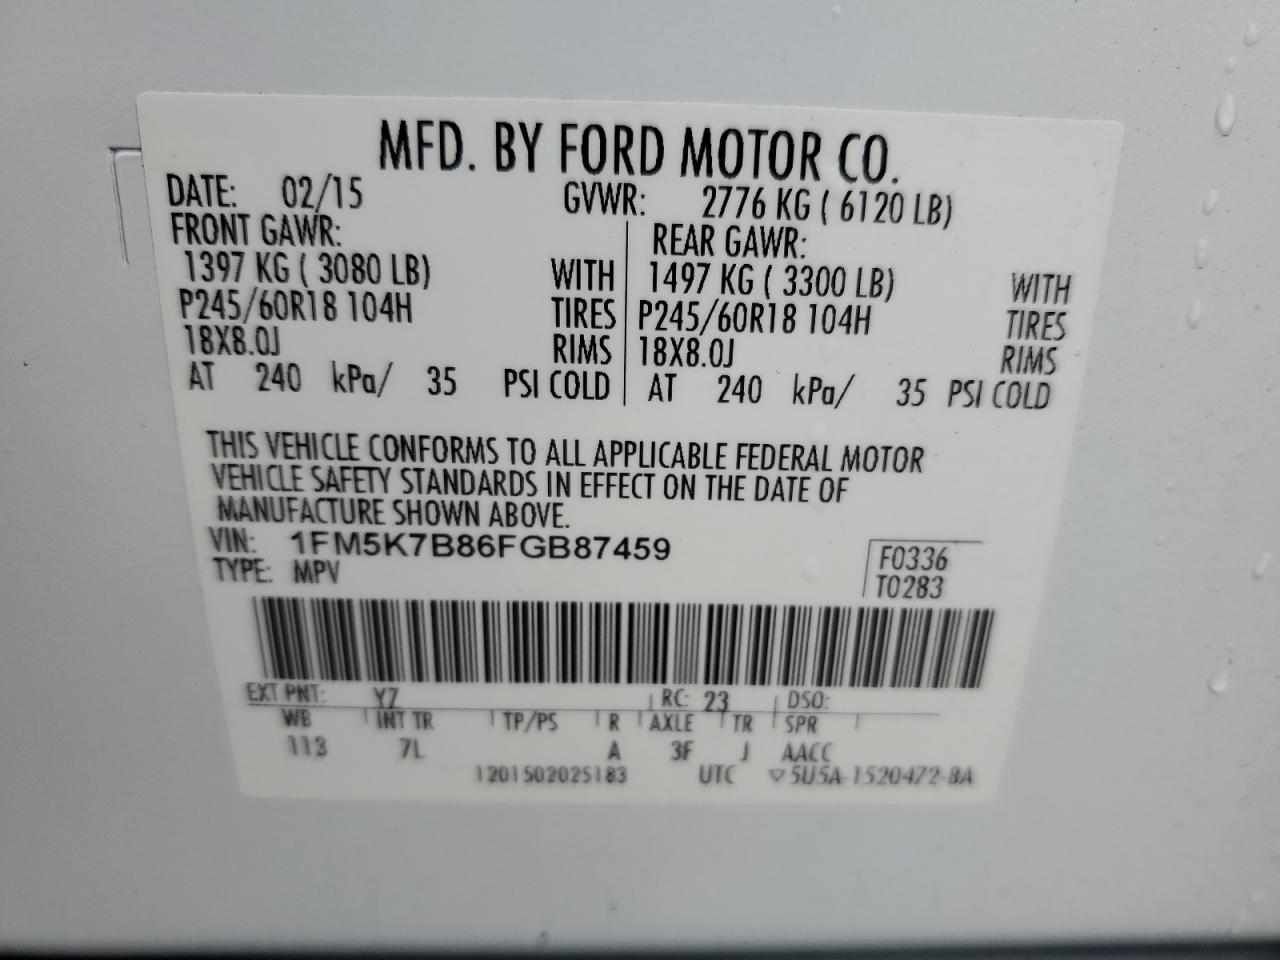 MFD. BY FORD MOTOR CO.
DATE: 02/15 GVWR: 2776 KG ( 6120 LB)
FRONT GAWR: REAR GAWR:
1397 KG ( 3080 LB) WITH 1497 KG ( 3300 LB) WITH
P245/60R18 104H TIRES P245/60R18 104H TIRES
18X8.0J RIMS 18X8.0J RIMS
AT 240 kPa/ 35 PSI COLD AT 240 kPa/ 35 PSI COLD
THIS VEHICLE CONFORMS TO ALL APPLICABLE FEDERAL MOTOR
VEHICLE SAFETY STANDARDS IN EFFECT ON THE DATE OF
MANUFACTURE SHOWN ABOVE.
VIN: 1FM5K7B86FGB87459
TYPE: MPV
F0336
T0283
EXT PNT: YZ RC: 23 DSO:
WB INT TR TP/PS R AXLE TR SPR
113 7L A 3F J AACC
1201502025183 UTC ▽5U5A-1520472-BA